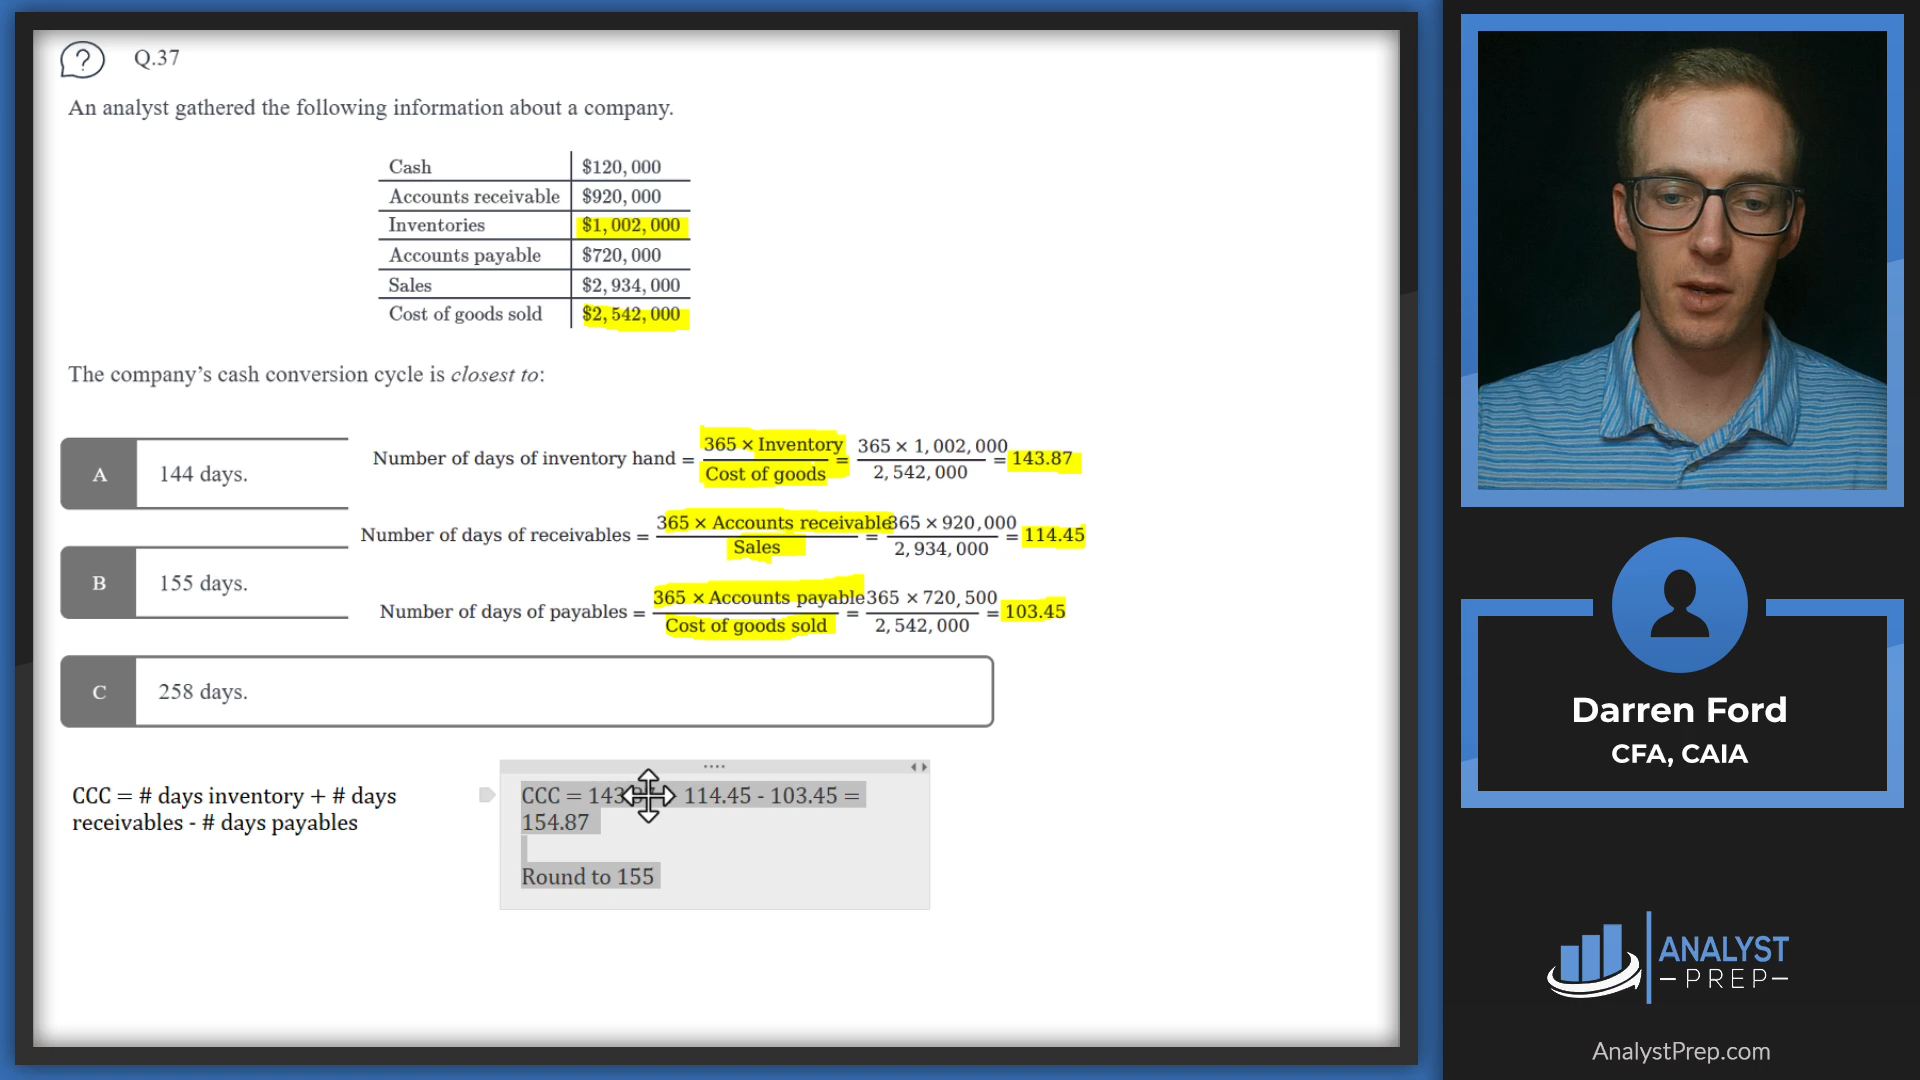 ?
Q.37
An analyst gathered the following information about a company.
Cash $120,000
Accounts receivable $920,000
Inventories $1,002,000
Accounts payable $720,000
Sales $2,934,000
Cost of goods sold $2,542,000
The company’s cash conversion cycle is closest to:
A 144 days.
Number of days of inventory hand = 365 × Inventory / Cost of goods = 365 × 1,002,000 / 2,542,000 = 143.87
Number of days of receivables = 365 × Accounts receivable / Sales = 365 × 920,000 / 2,934,000 = 114.45
B 155 days.
Number of days of payables = 365 × Accounts payable / Cost of goods sold = 365 × 720,500 / 2,542,000 = 103.45
C 258 days.
CCC = # days inventory + # days
receivables - # days payables
CCC = 143 114.45 - 103.45 =
154.87
Round to 155
Darren Ford
CFA, CAIA
ANALYST
PREP
AnalystPrep.com